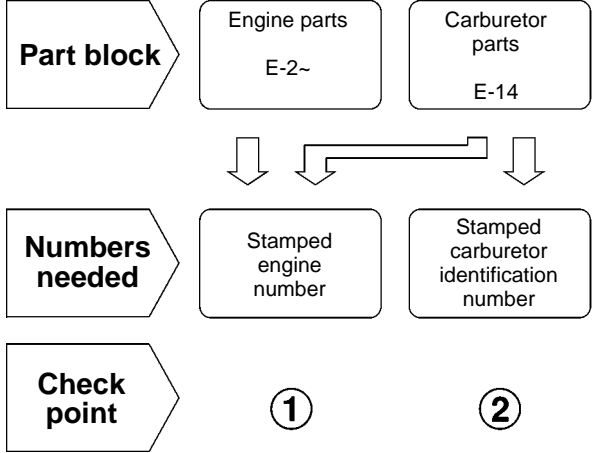 Part block
Engine parts
E-2~
Carburetor
parts
E-14
Numbers
needed
Stamped
engine
number
Stamped
carburetor
identification
number
Check
point
①
②